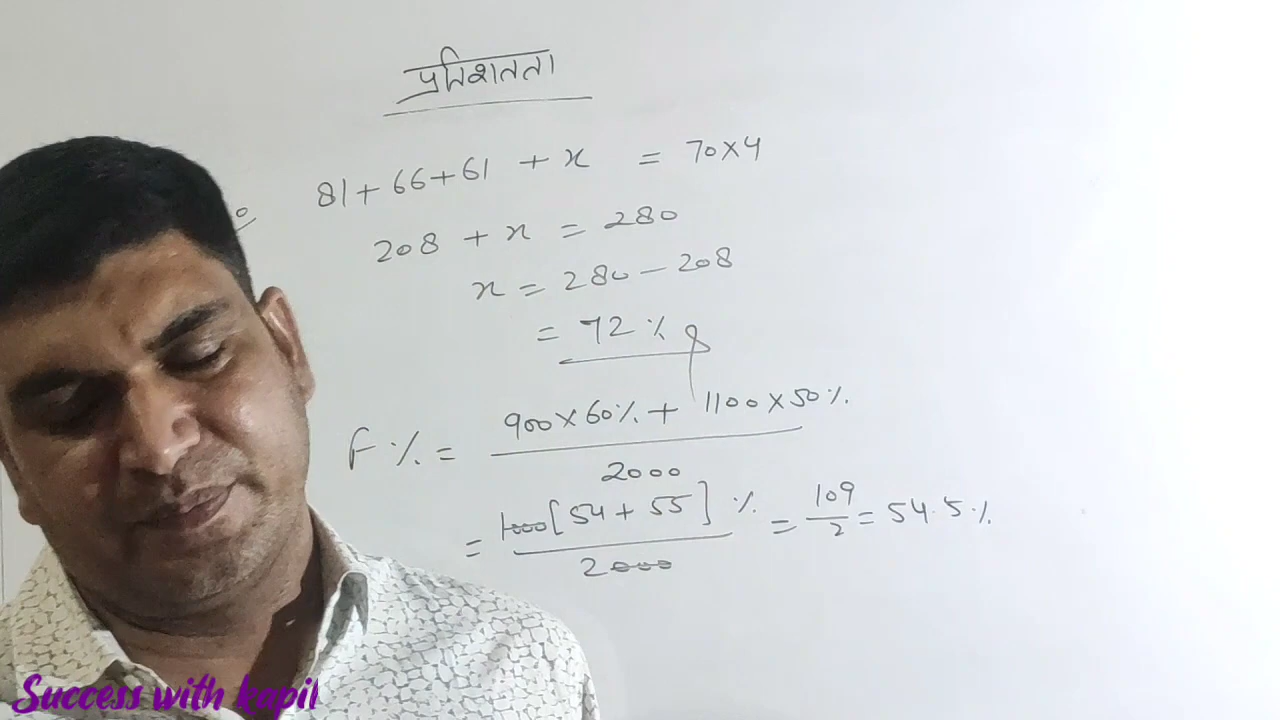 प्रतिशतता
81 + 66 + 61 + x = 70 x 4
208 + x = 280
x = 280 - 208
= 72 %
F % = 900 x 60 % + 1100 x 50 %
2000
= 1000 [54 + 55] % = 109 = 54.5 %
2000 2
Success with kapil